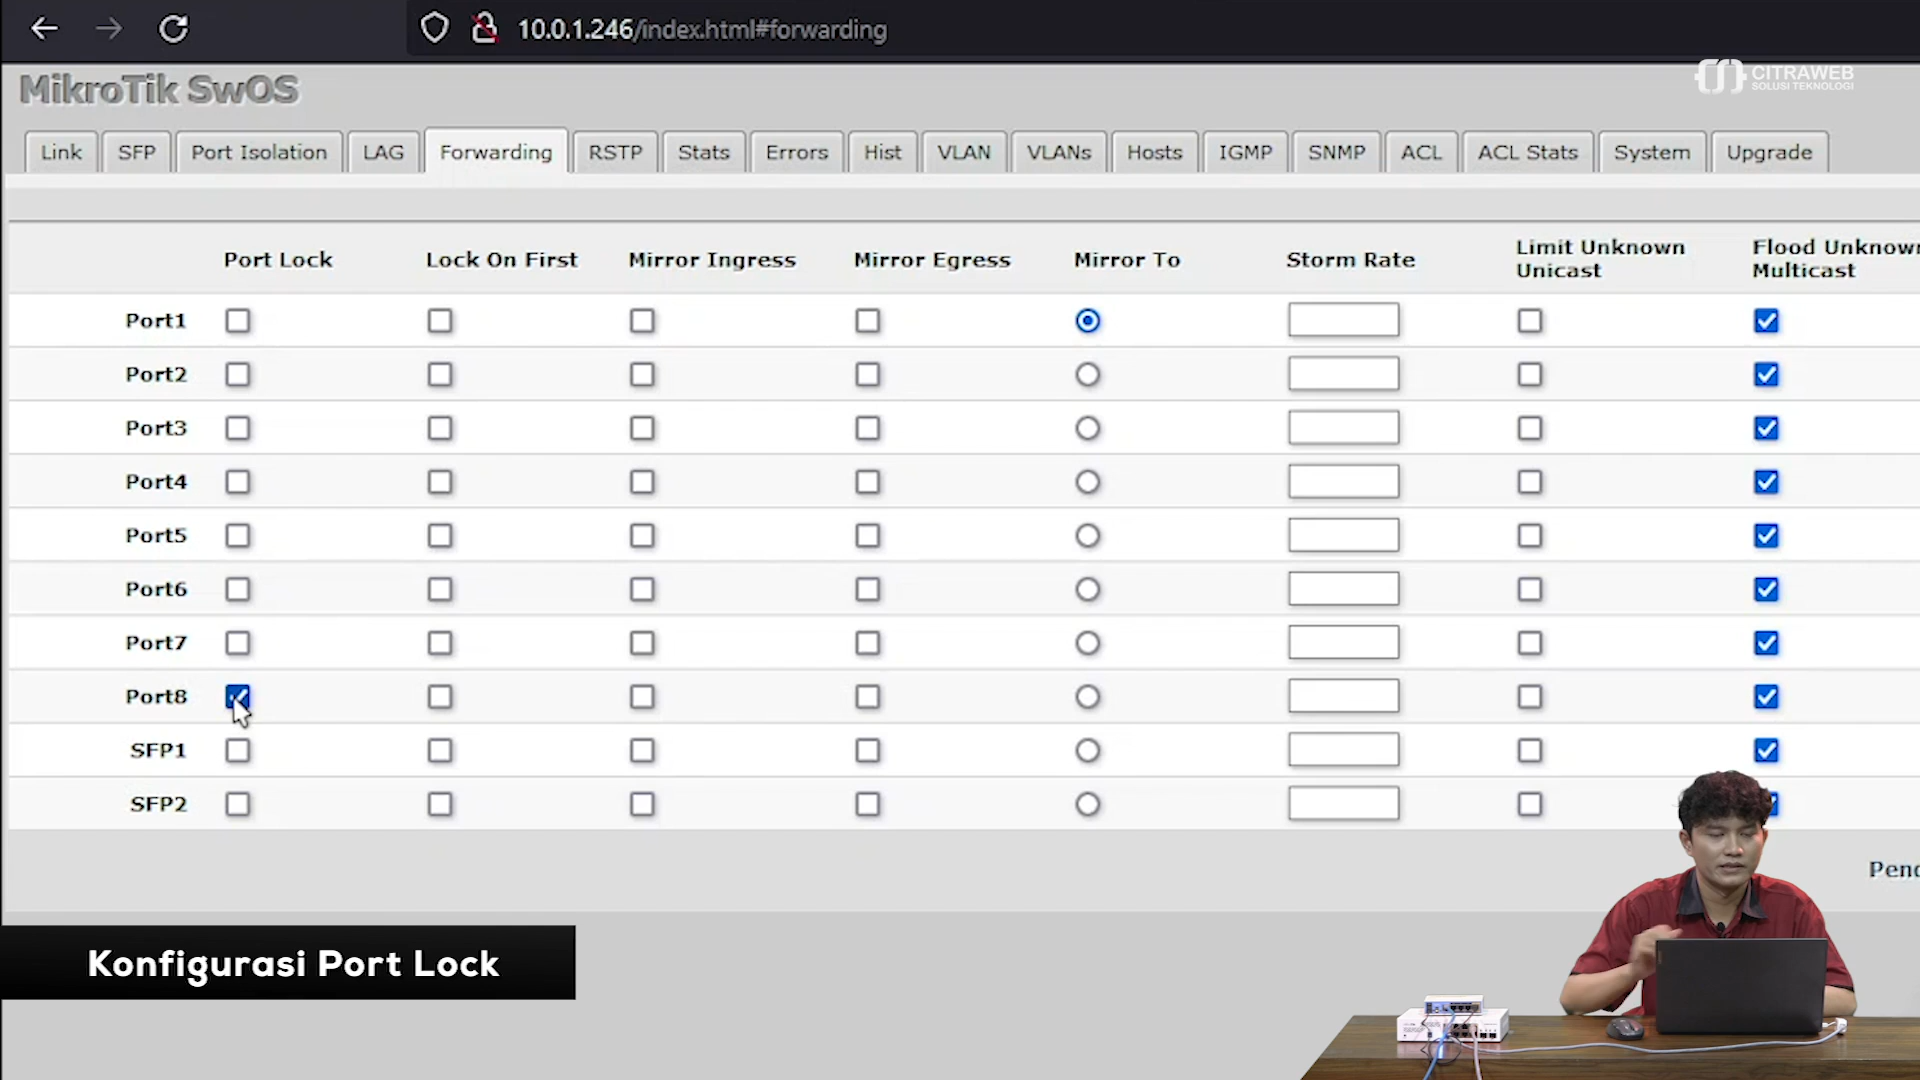 10.0.1.246/index.html#forwarding
MikroTik SwOS
CITRAWEB
SOLUSI TEKNOLOGI
Link SFP Port Isolation LAG Forwarding RSTP Stats Errors Hist VLAN VLANs Hosts IGMP SNMP ACL ACL Stats System Upgrade
Port Lock Lock On First Mirror Ingress Mirror Egress Mirror To Storm Rate Limit Unknown Unicast Flood Unknown Multicast
Port1
Port2
Port3
Port4
Port5
Port6
Port7
Port8
SFP1
SFP2
Konfigurasi Port Lock